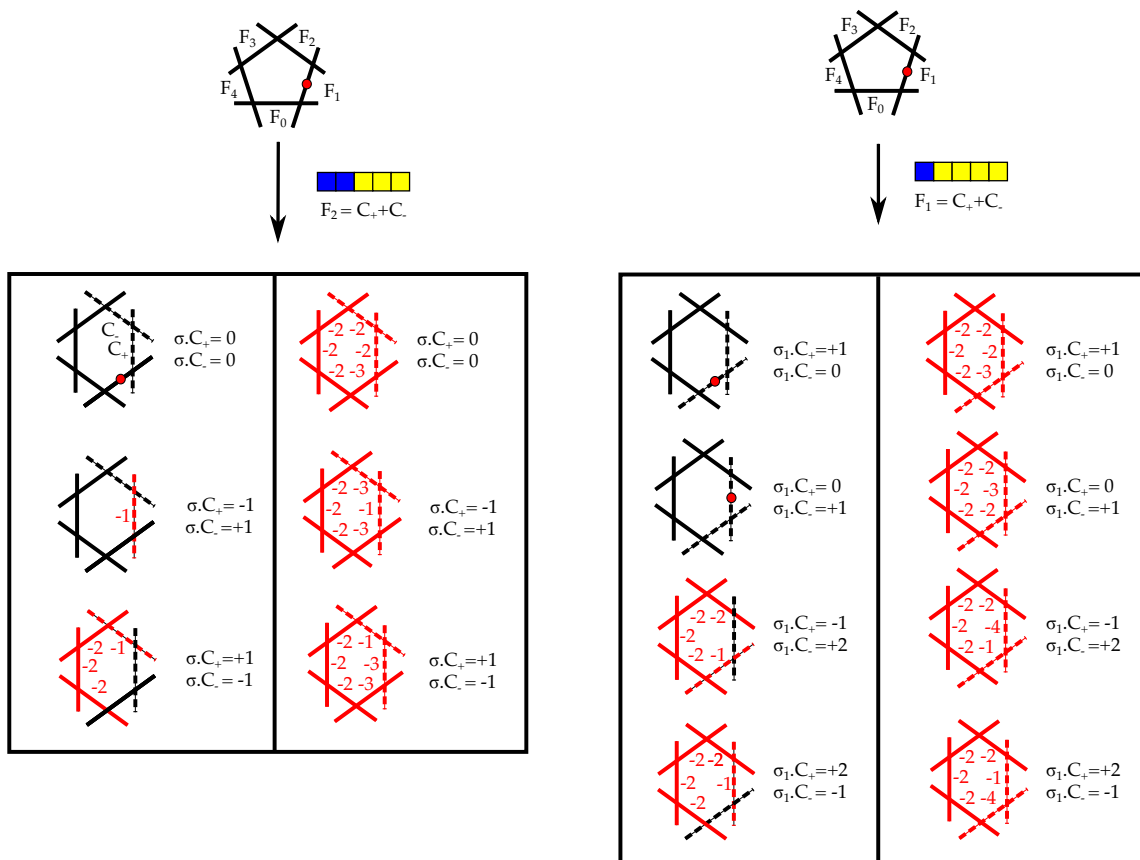 F₃ F₂
F₄ F₁
F₀
F₂ = C₊+C₋
C₋
C₊
σ.C₊= 0
σ.C₋= 0
-2 -2
-2 -2
-2 -3
σ.C₊= 0
σ.C₋= 0
-1
σ.C₊= -1
σ.C₋=+1
-2 -3
-2 -1
-2 -3
σ.C₊= -1
σ.C₋=+1
-2 -1
-2
-2
σ.C₊=+1
σ.C₋= -1
-2 -1
-2 -3
-2 -3
σ.C₊=+1
σ.C₋= -1
F₃ F₂
F₄ F₁
F₀
F₁ = C₊+C₋
σ₁.C₊=+1
σ₁.C₋= 0
-2 -2
-2 -2
-2 -3
σ₁.C₊=+1
σ₁.C₋= 0
σ₁.C₊= 0
σ₁.C₋=+1
-2 -2
-2 -3
-2 -2
σ₁.C₊= 0
σ₁.C₋=+1
-2 -2
-2
-2 -1
σ₁.C₊= -1
σ₁.C₋=+2
-2 -2
-2 -4
-2 -1
σ₁.C₊= -1
σ₁.C₋=+2
-2 -2
-2 -1
-2
σ₁.C₊=+2
σ₁.C₋= -1
-2 -2
-2 -1
-2 -4
σ₁.C₊=+2
σ₁.C₋= -1